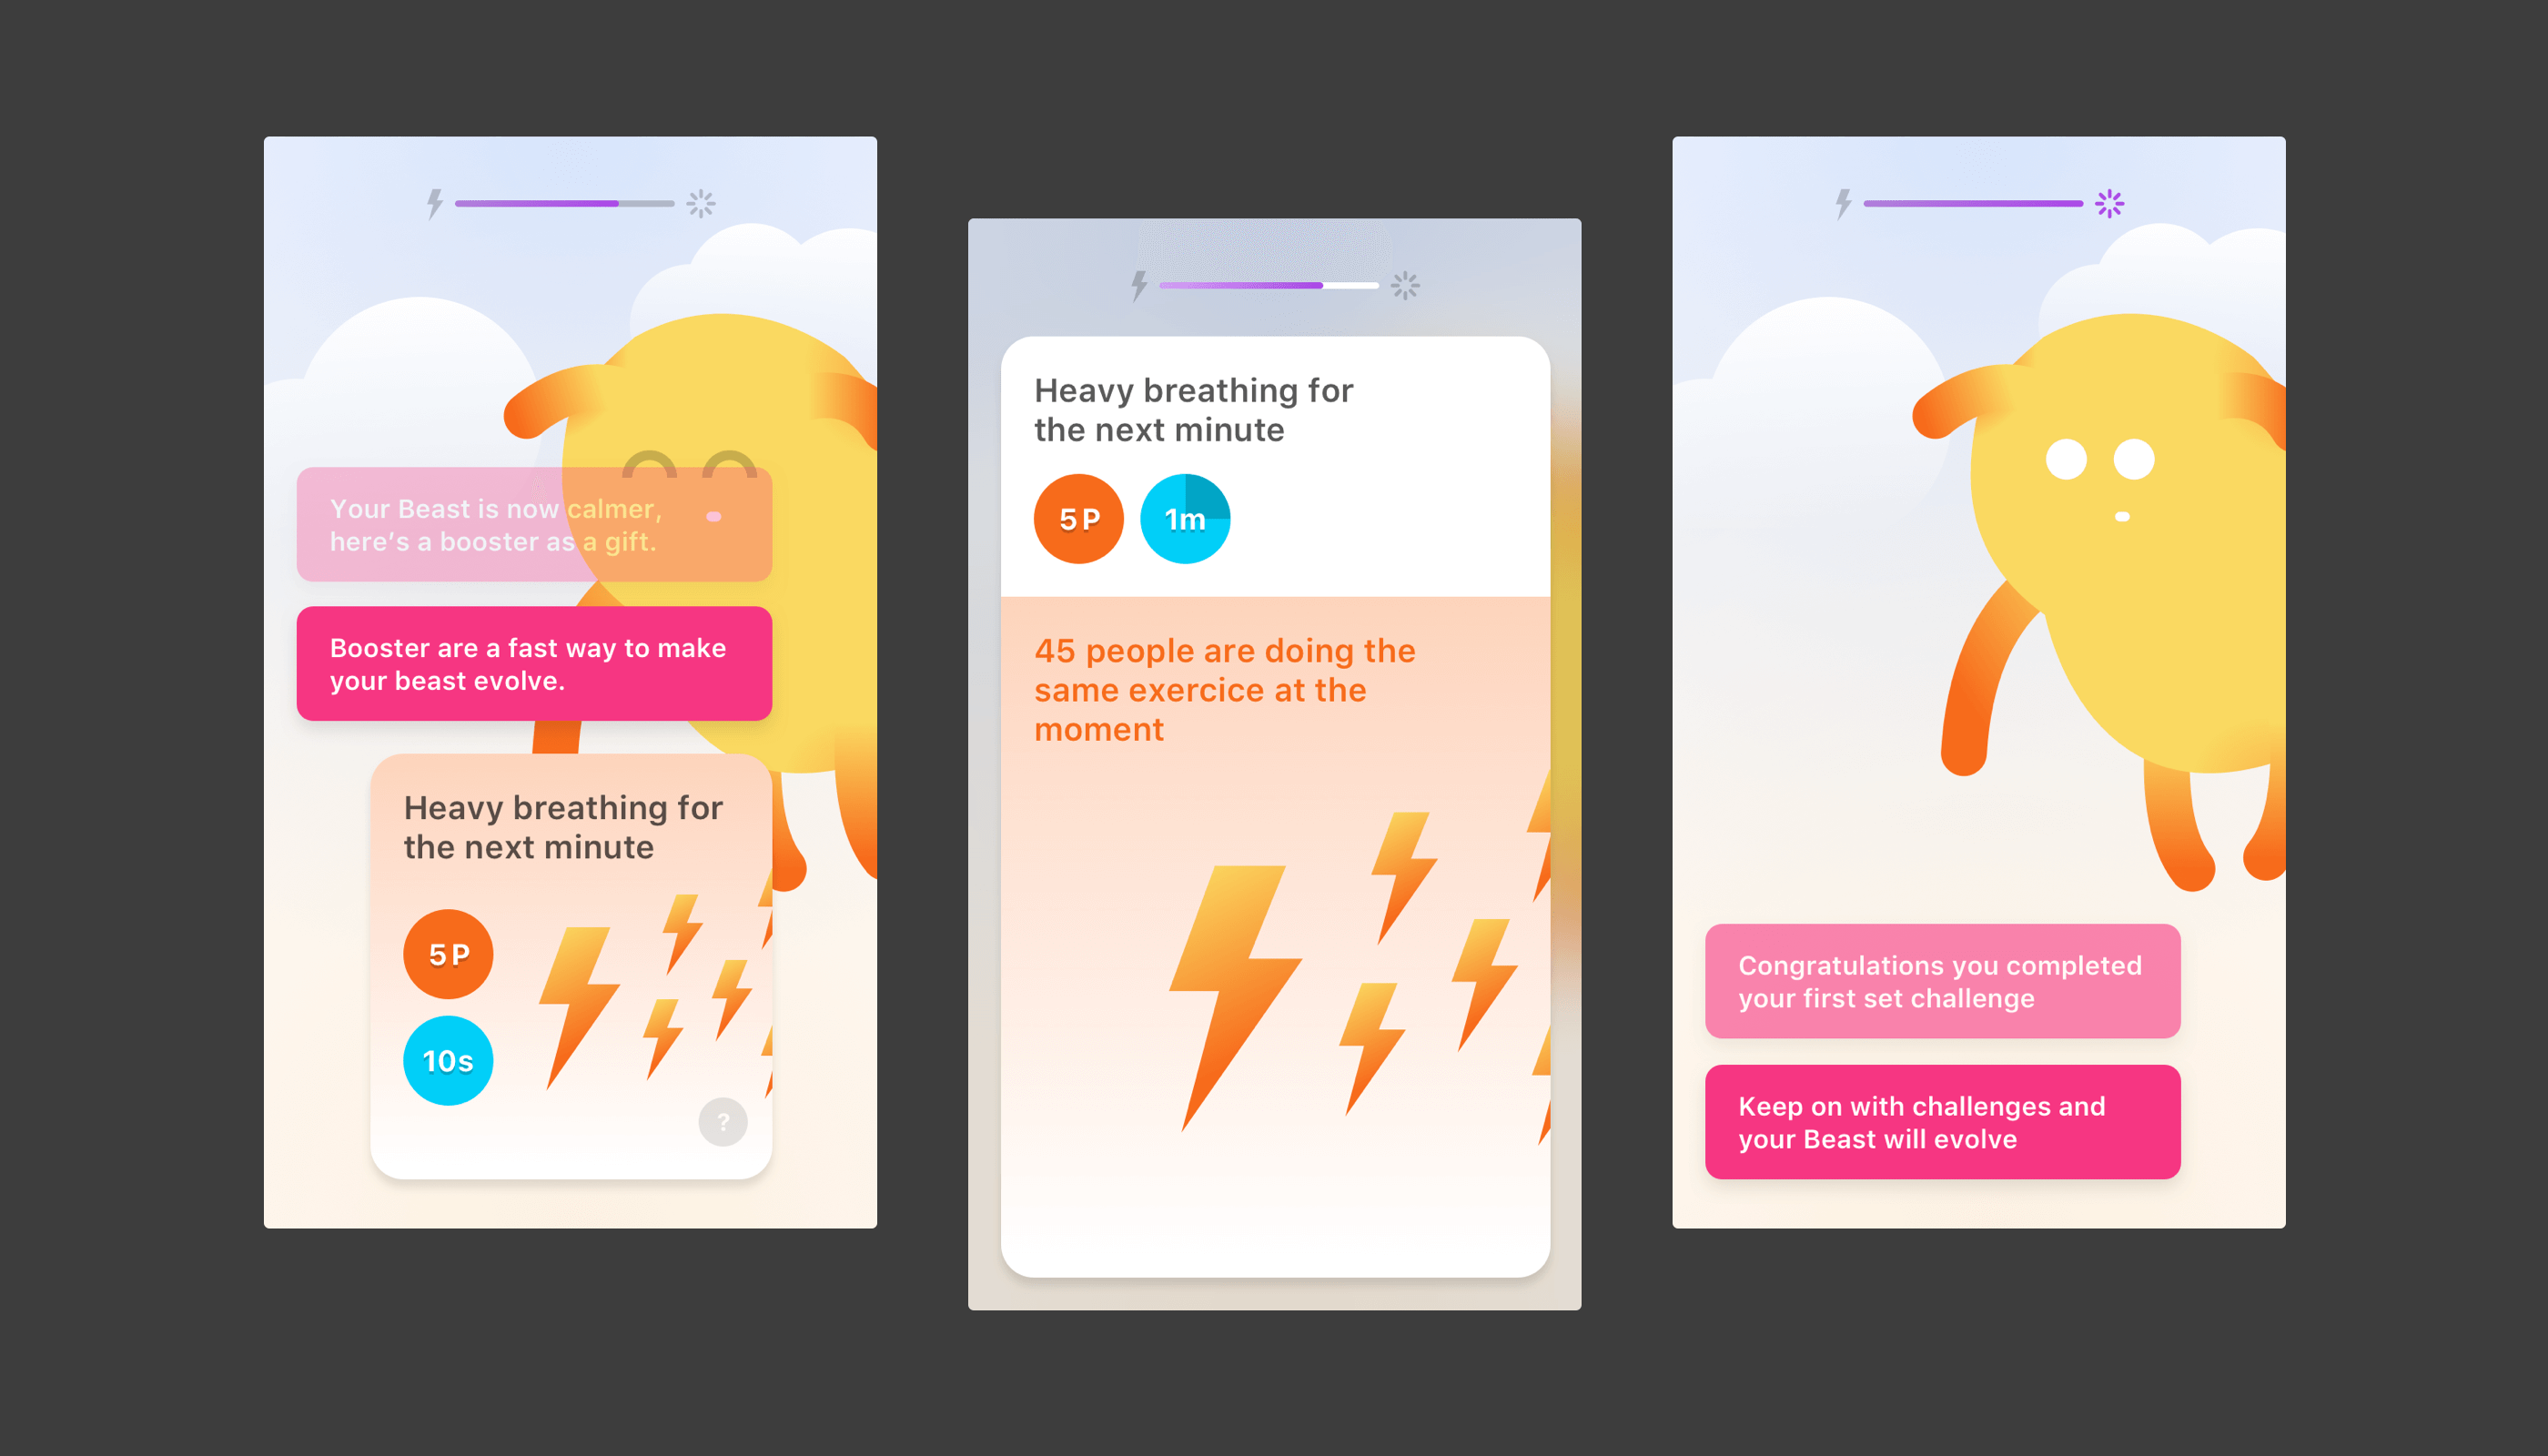 Your Beast is now calmer,
here’s a booster as a gift.
Booster are a fast way to make
your beast evolve.
Heavy breathing for
the next minute
5 P
10s
?
Heavy breathing for
the next minute
5 P
1m
45 people are doing the
same exercice at the
moment
Congratulations you completed
your first set challenge
Keep on with challenges and
your Beast will evolve